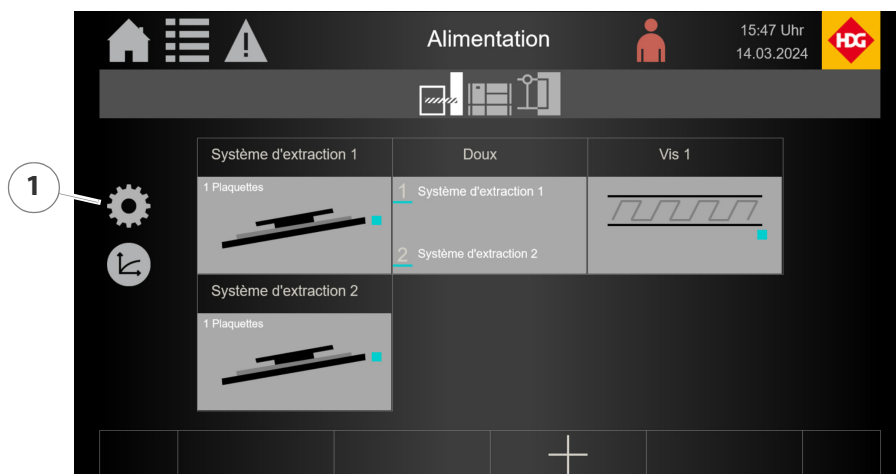 Alimentation
15:47 Uhr
14.03.2024
HDG
1
Système d'extraction 1
Doux
Vis 1
1 Plaquettes
1 Système d'extraction 1
2 Système d'extraction 2
Système d'extraction 2
1 Plaquettes